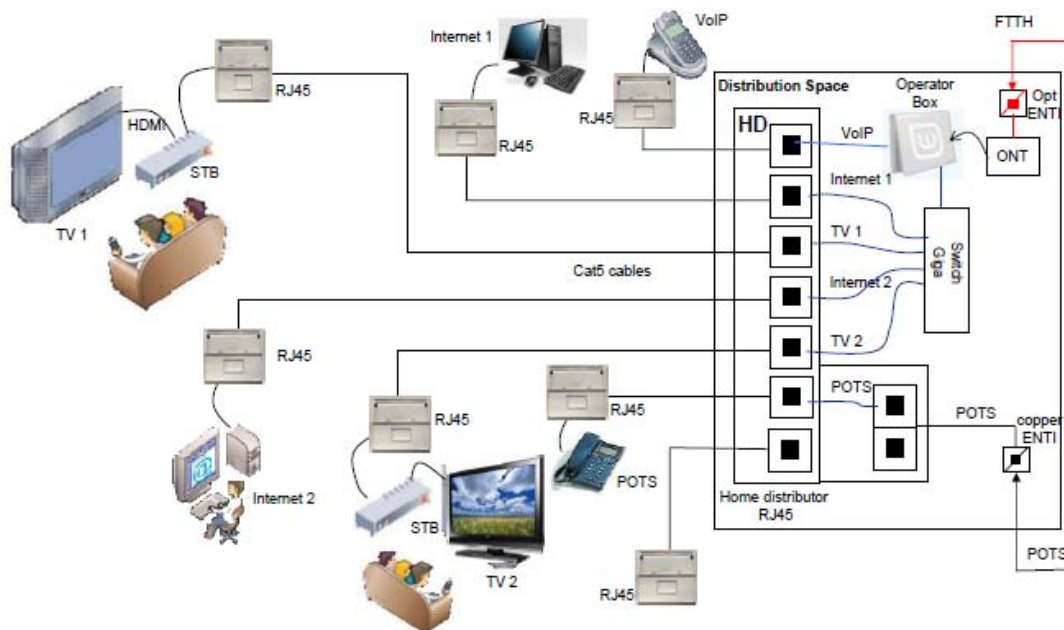 Internet 1
VoIP
FTTH
RJ45
HDMI
STB
TV 1
RJ45
RJ45
Distribution Space
Operator
Box
Opt
ENTI
HD
VoIP
ONT
Internet 1
TV 1
Switch
Giga
Cat5 cables
Internet 2
TV 2
RJ45
RJ45
RJ45
POTS
POTS
copper
ENTI
Internet 2
STB
TV 2
POTS
Home distributor
RJ45
RJ45
POTS